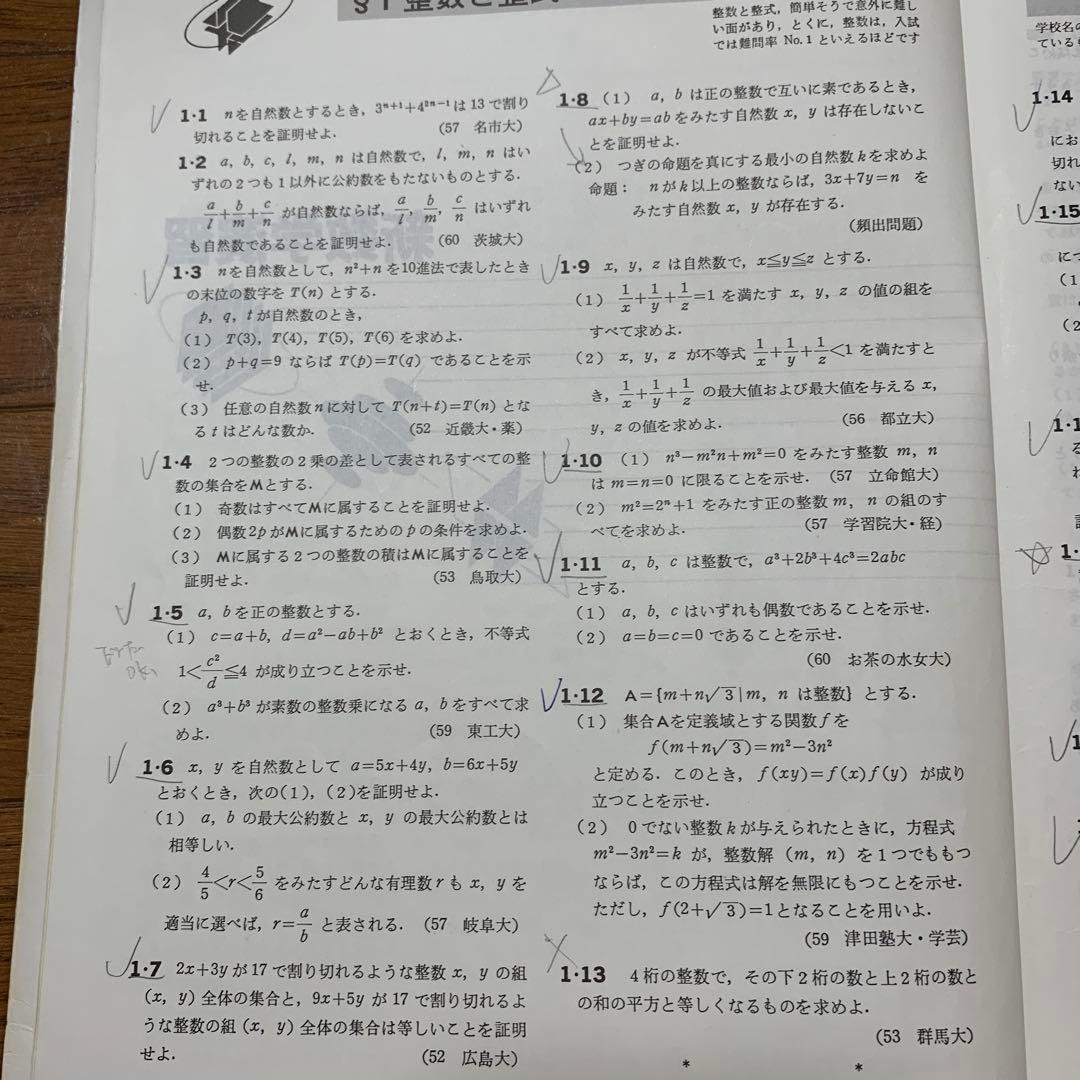 §1 整数と整式
整数と整式，簡単そうで意外に難し
い面があり，とくに，整数は，入試
では難問率 No.1 といえるほどです
1・1 nを自然数とするとき，3ⁿ⁺¹+4²ⁿ⁻¹は13で割り
切れることを証明せよ．　(57 名市大)
1・2 a, b, c, l, m, n は自然数で，l, m, n はい
ずれの2つも1以外に公約数をもたないものとする．
a/l+b/m+c/n が自然数ならば，a/l, b/m, c/n はいずれ
も自然数であることを証明せよ．　(60 茨城大)
1・3 nを自然数として，n²+n を10進法で表したとき
の末位の数字を T(n) とする．
p, q, t が自然数のとき，
(1) T(3), T(4), T(5), T(6) を求めよ．
(2) p+q=9 ならば T(p)=T(q) であることを示
せ．
(3) 任意の自然数nに対して T(n+t)=T(n) とな
るtはどんな数か．　(52 近畿大・薬)
1・4 2つの整数の2乗の差として表されるすべての整
数の集合をMとする．
(1) 奇数はすべてMに属することを証明せよ．
(2) 偶数2pがMに属するためのpの条件を求めよ．
(3) Mに属する2つの整数の積はMに属することを
証明せよ．　(53 鳥取大)
1・5 a, bを正の整数とする．
(1) c=a+b, d=a²-ab+b² とおくとき，不等式
1<c²/d≦4 が成り立つことを示せ．
(2) a³+b³ が素数の整数乗になる a, b をすべて求
めよ．　(59 東工大)
1・6 x, y を自然数として a=5x+4y, b=6x+5y
とおくとき，次の(1)，(2)を証明せよ．
(1) a, b の最大公約数と x, y の最大公約数とは
相等しい．
(2) 4/5<r<5/6 をみたすどんな有理数rも x, y を
適当に選べば，r=a/b と表される．(57 岐阜大)
1・7 2x+3y が17で割り切れるような整数 x, y の組
(x, y) 全体の集合と，9x+5y が17で割り切れるよ
うな整数の組 (x, y) 全体の集合は等しいことを証明
せよ．　(52 広島大)
1・8 (1) a, b は正の整数で互いに素であるとき，
ax+by=ab をみたす自然数 x, y は存在しないこ
とを証明せよ．
(2) つぎの命題を真にする最小の自然数kを求めよ
命題：　nがk以上の整数ならば，3x+7y=n を
みたす自然数 x, y が存在する．
(頻出問題)
1・9 x, y, z は自然数で，x≦y≦z とする．
(1) 1/x+1/y+1/z=1 を満たす x, y, z の値の組を
すべて求めよ．
(2) x, y, z が不等式 1/x+1/y+1/z<1 を満たすと
き，1/x+1/y+1/z の最大値および最大値を与える x,
y, z の値を求めよ．　(56 都立大)
1・10 (1) n³-m²n+m²=0 をみたす整数 m, n
は m=n=0 に限ることを示せ．(57 立命館大)
(2) m²=2ⁿ+1 をみたす正の整数 m, n の組のす
べてを求めよ．　(57 学習院大・経)
1・11 a, b, c は整数で，a³+2b³+4c³=2abc
とする．
(1) a, b, c はいずれも偶数であることを示せ．
(2) a=b=c=0 であることを示せ．
(60 お茶の水女大)
1・12 A={m+n√3|m, n は整数} とする．
(1) 集合Aを定義域とする関数fを
f(m+n√3)=m²-3n²
と定める．このとき，f(xy)=f(x)f(y) が成り
立つことを示せ．
(2) 0でない整数kが与えられたときに，方程式
m²-3n²=k が，整数解 (m, n) を1つでももつ
ならば，この方程式は解を無限にもつことを示せ．
ただし，f(2+√3)=1となることを用いよ．
(59 津田塾大・学芸)
1・13 4桁の整数で，その下2桁の数と上2桁の数と
の和の平方と等しくなるものを求めよ．
(53 群馬大)
* *
学校名の
ている
1・14
にお
切れ
ない
1・15
につ
(1)